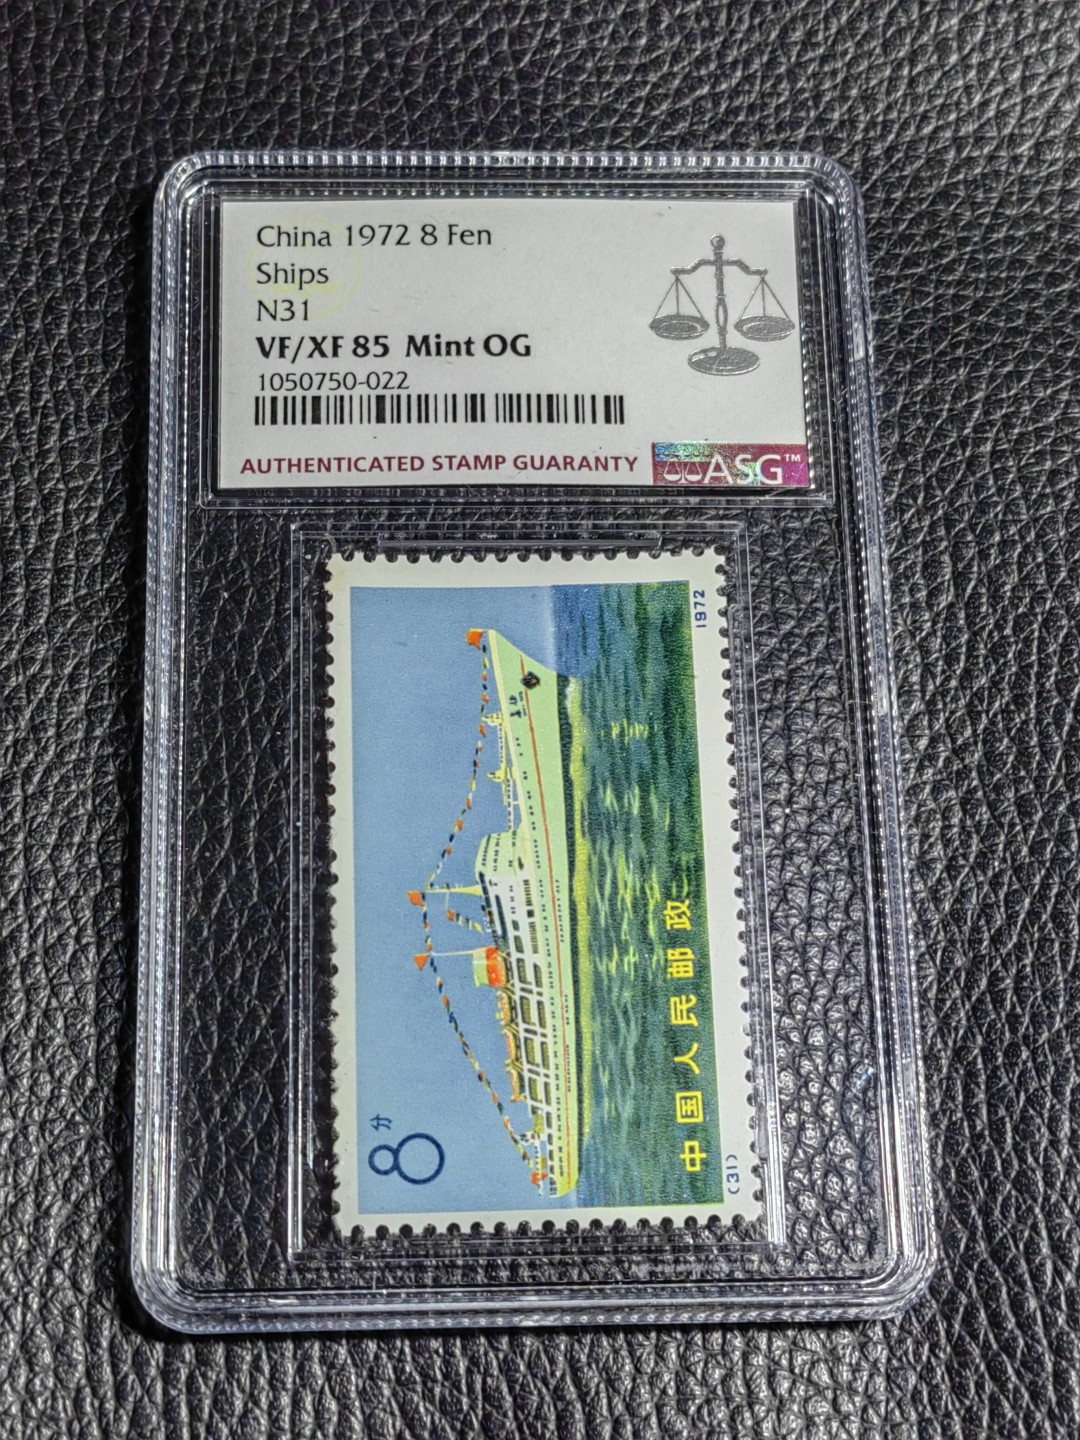 China 1972 8 Fen
Ships
N31
VF/XF 85 Mint OG
1050750-022
AUTHENTICATED STAMP GUARANTY
ASG™
8分
中国人民邮政
(31)
1972